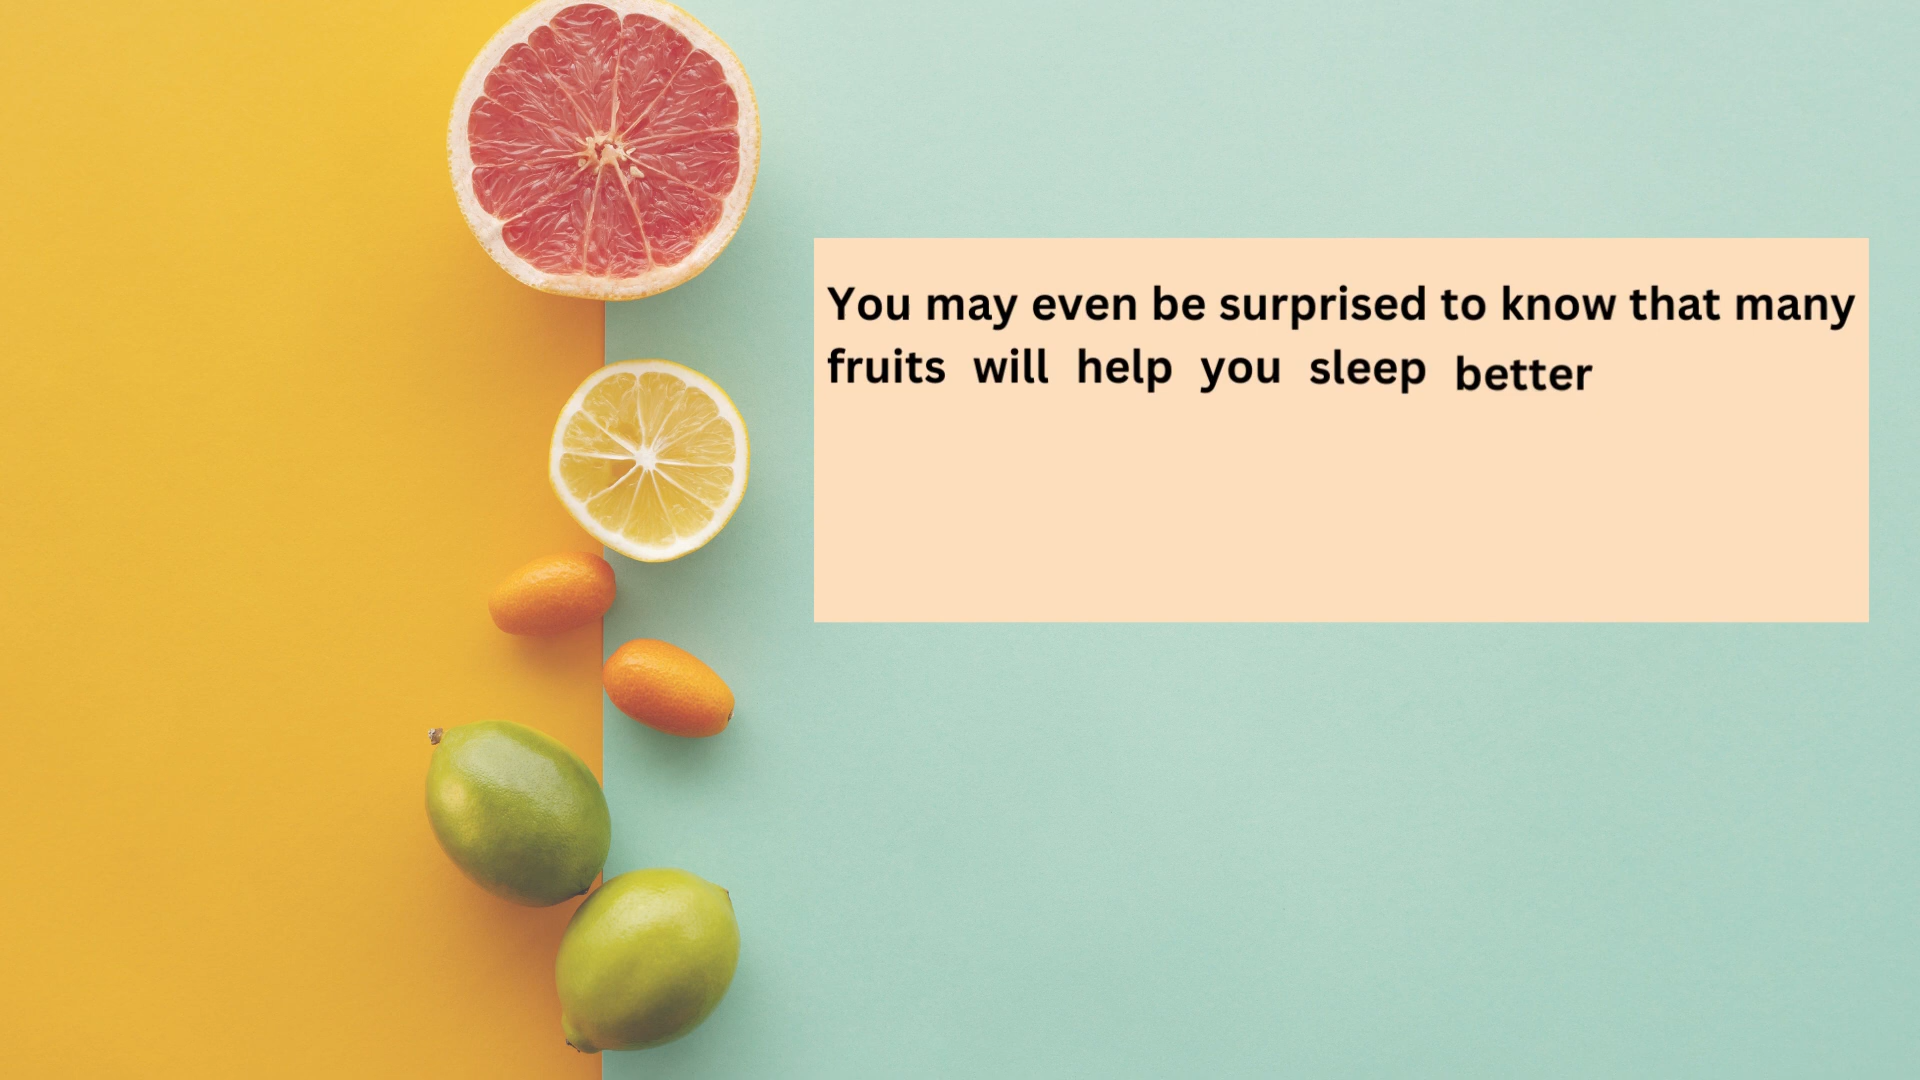 You may even be surprised to know that many
fruits will help you sleep better